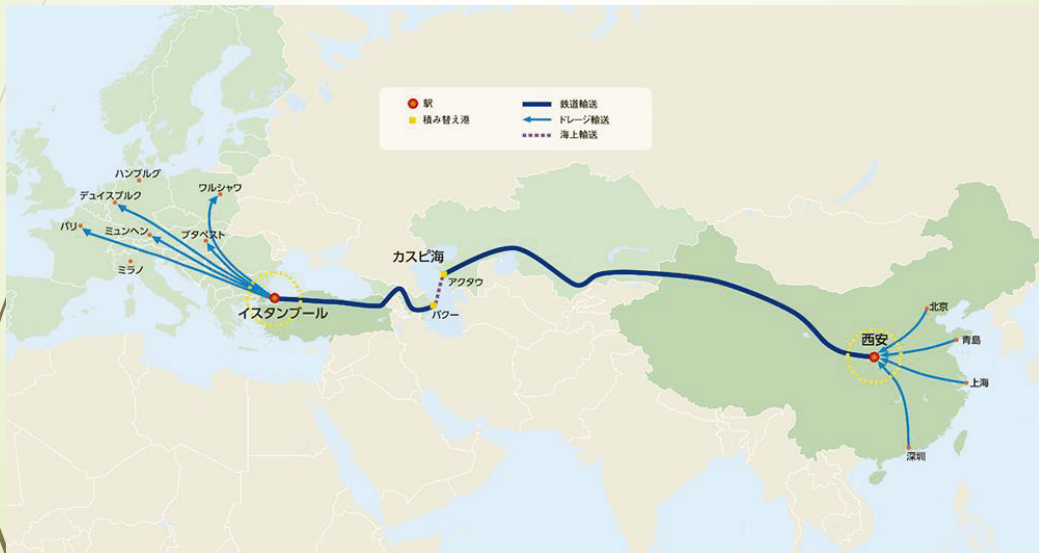 駅
鉄道輸送
積み替え港
ドレージ輸送
海上輸送
ハンブルグ
デュイスブルク
ワルシャワ
パリ
ミュンヘン
ブタペスト
ミラノ
カスピ海
アクタウ
イスタンブール
バクー
北京
西安
青島
上海
深圳